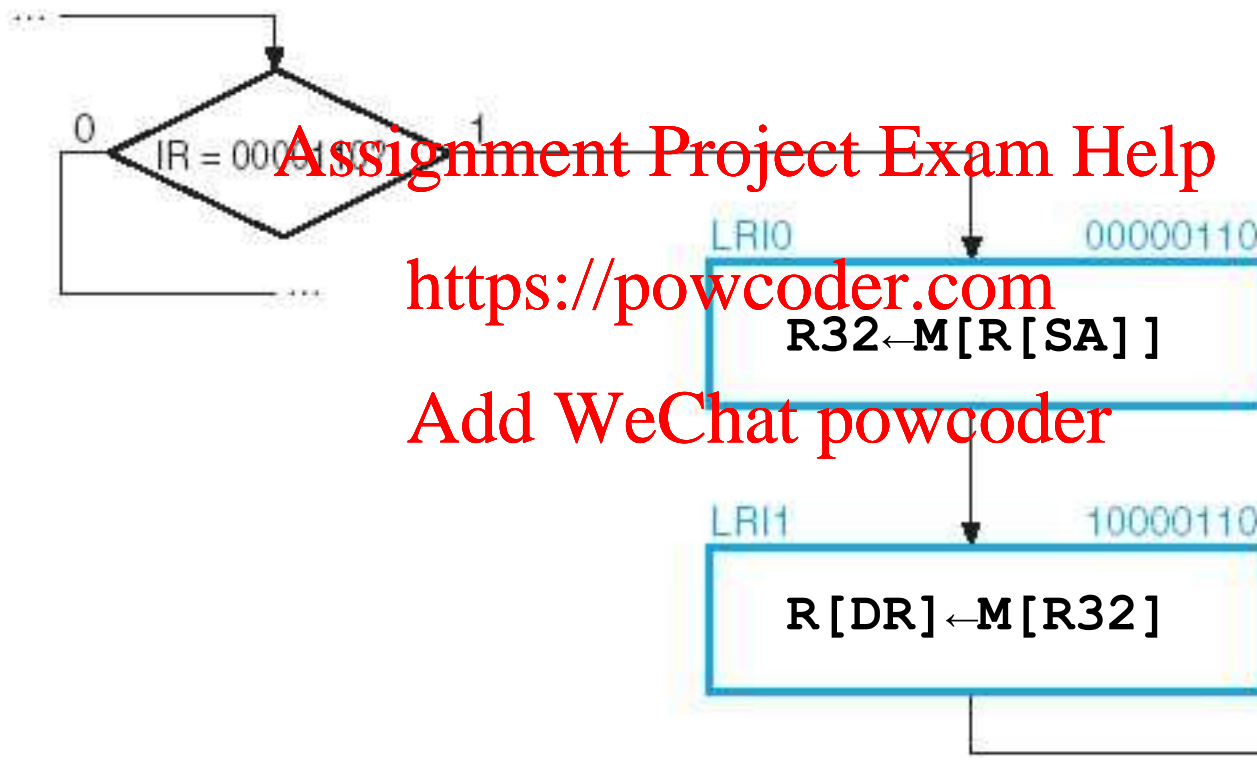 ...
0
1
IR =
Assignment Project Exam Help
LRI0
00000110
https://powcoder.com
R32←M[R[SA]]
Add WeChat powcoder
LRI1
10000110
R[DR]←M[R32]
...